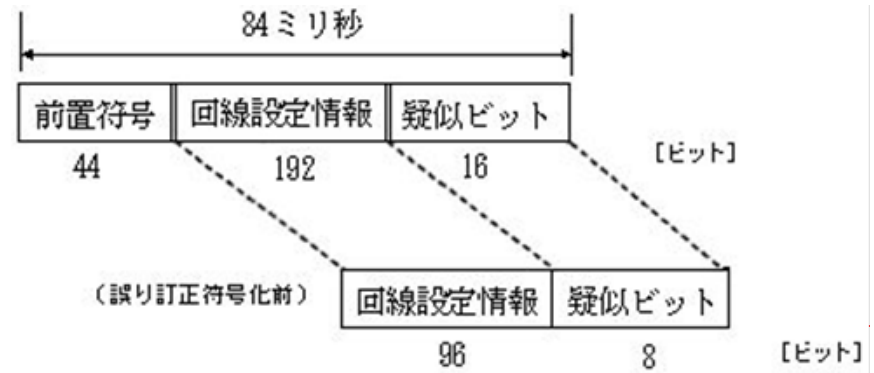 84ミリ秒
前置符号 回線設定情報 疑似ビット
44 192 16 [ビット]
(誤り訂正符号化前) 回線設定情報 疑似ビット
96 8 [ビット]